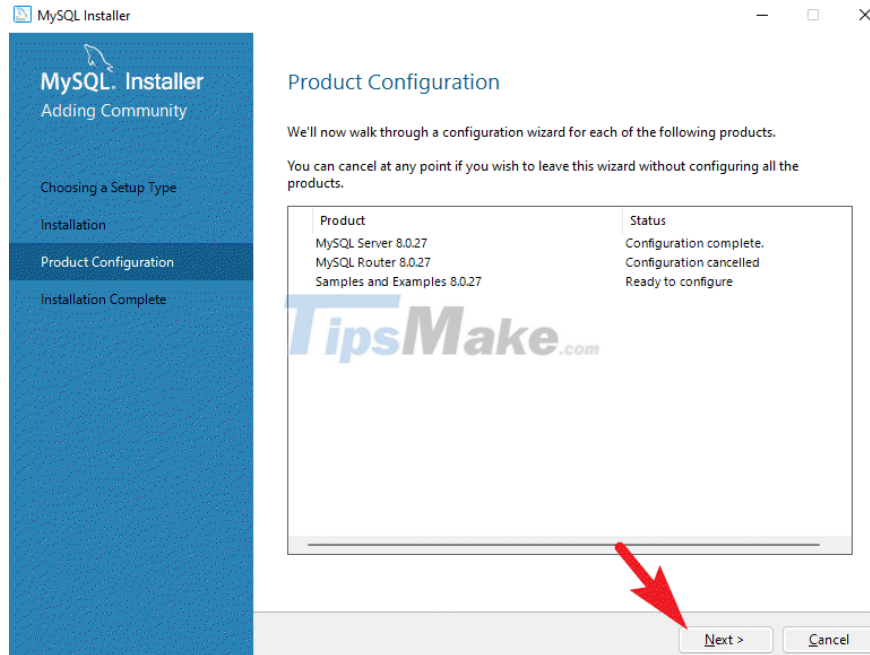 MySQL Installer
MySQL. Installer
Adding Community
Choosing a Setup Type
Installation
Product Configuration
Installation Complete
Product Configuration
We'll now walk through a configuration wizard for each of the following products.
You can cancel at any point if you wish to leave this wizard without configuring all the
products.
Product Status
MySQL Server 8.0.27 Configuration complete.
MySQL Router 8.0.27 Configuration cancelled
Samples and Examples 8.0.27 Ready to configure
TipsMake.com
Next >
Cancel